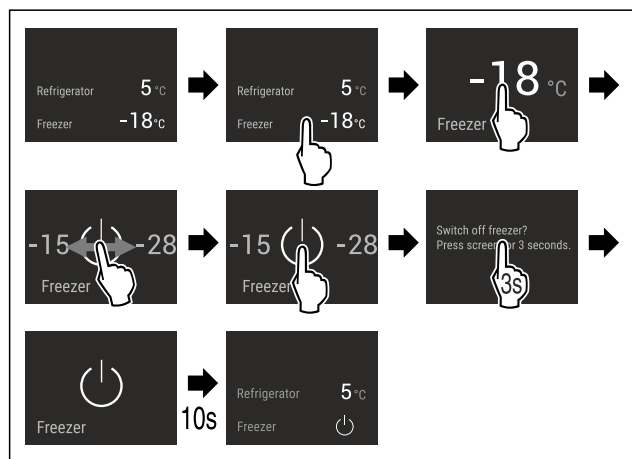 Refrigerator 5 °C
Freezer -18 °C
Refrigerator 5 °C
Freezer -18 °C
-18 °C
Freezer
-15 -28
Freezer
-15 -28
Freezer
Switch off freezer?
Press screen for 3 seconds.
3s
Freezer
10s
Refrigerator 5 °C
Freezer